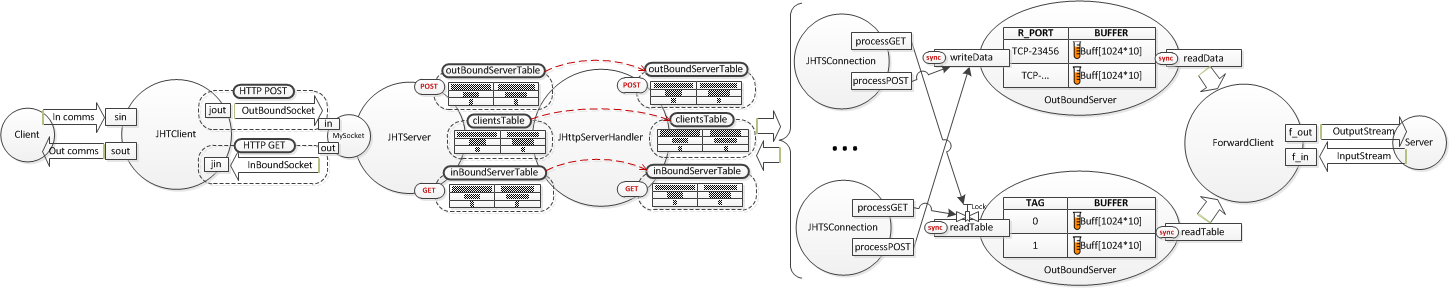 Client
In comms
Out comms
sin
sout
JHTClient
HTTP POST
jout
OutBoundSocket
HTTP GET
jin
InBoundSocket
in
MySocket
out
JHTServer
POST
outBoundServerTable
clientsTable
GET
inBoundServerTable
JHttpServerHandler
POST
outBoundServerTable
clientsTable
GET
inBoundServerTable
JHTSConnection
processGET
processPOST
...
JHTSConnection
processGET
processPOST
sync
writeData
R_PORT BUFFER
TCP-23456 Buff[1024*10]
TCP-... Buff[1024*10]
OutBoundServer
sync
readData
Lock
sync
readTable
TAG BUFFER
0 Buff[1024*10]
1 Buff[1024*10]
OutBoundServer
sync
readTable
ForwardClient
f_out
f_in
OutputStream
InputStream
Server